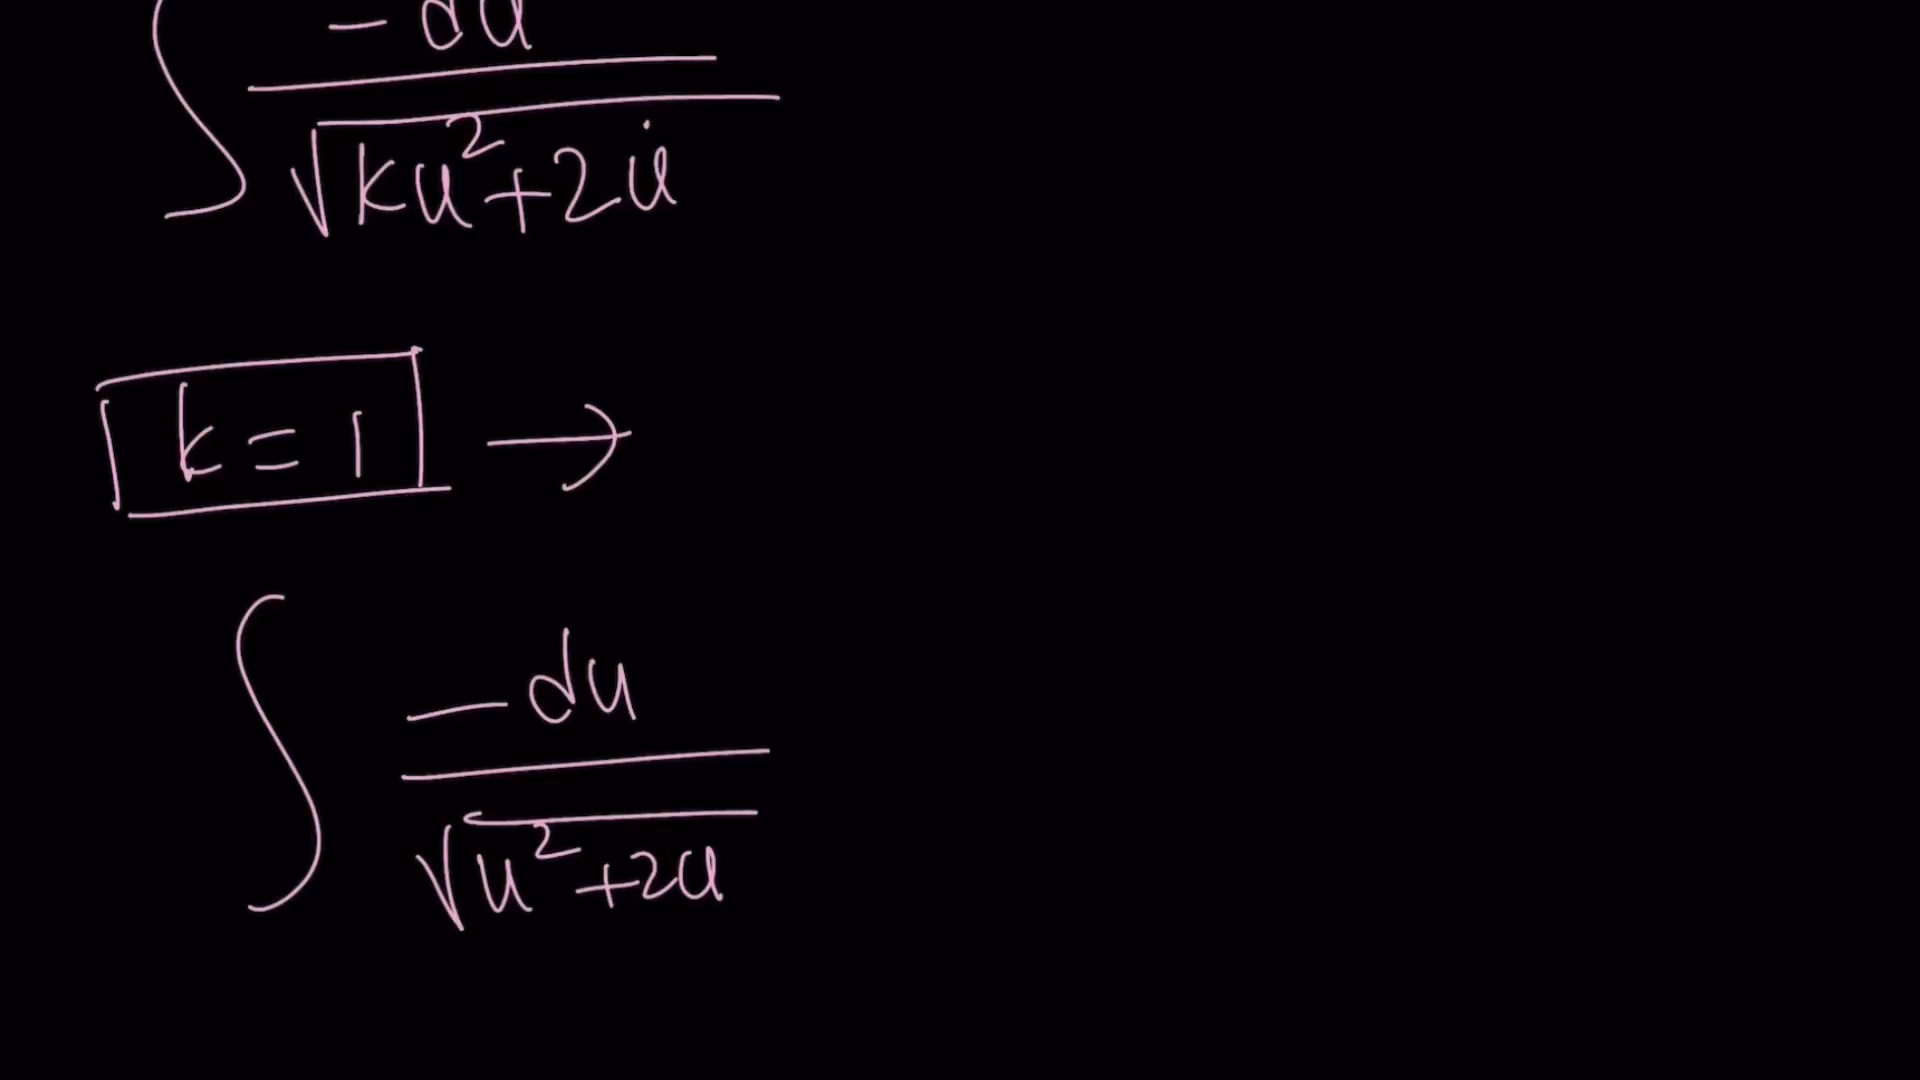 ∫ -du / √(ku² + 2u)
k = 1 →
∫ -du / √(u² + 2u)